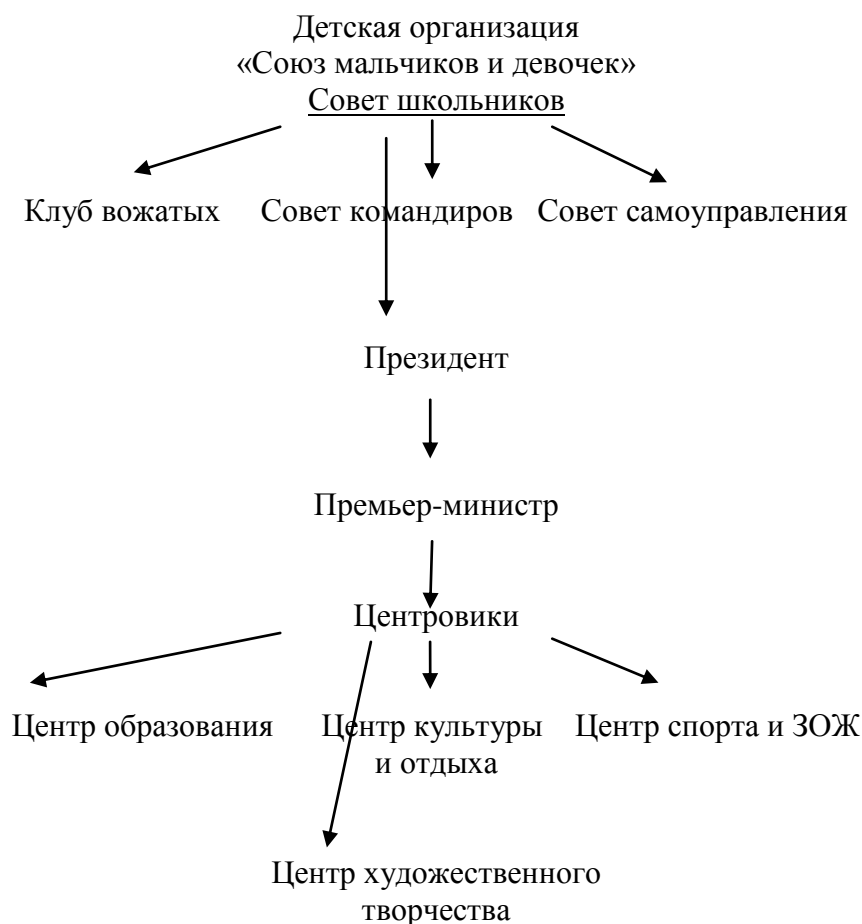 Детская организация
«Союз мальчиков и девочек»
Совет школьников
Клуб вожатых Совет командиров Совет самоуправления
Президент
Премьер-министр
Центровики
Центр образования Центр культуры Центр спорта и ЗОЖ
и отдыха
Центр художественного
творчества